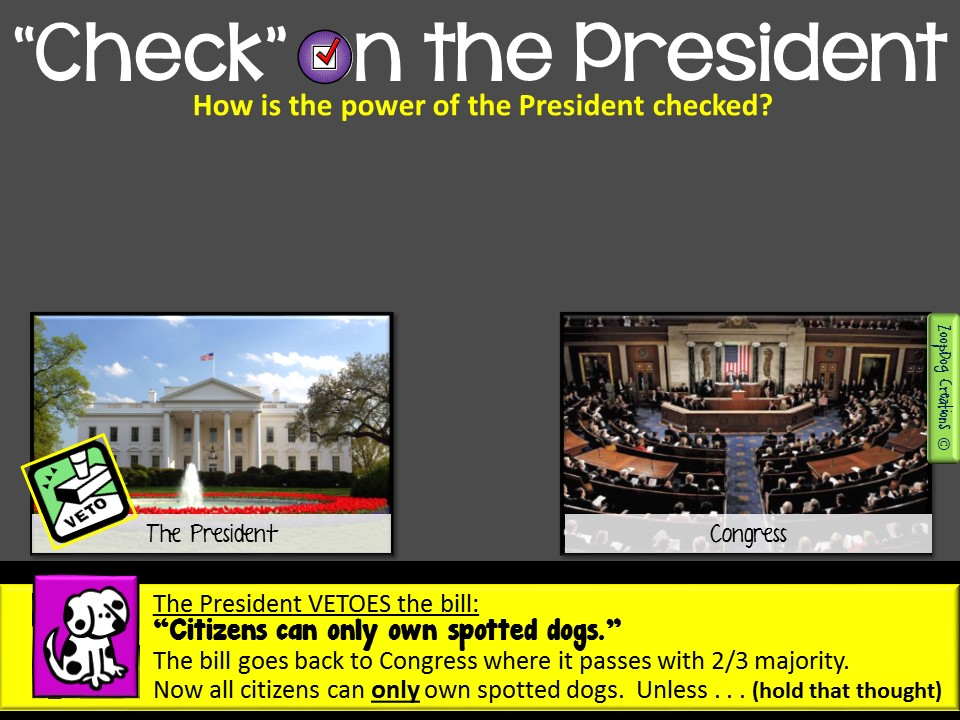 “Check” n the President
How is the power of the President checked?
ZoopDog Creations ©
VETO
The President
Congress
The President VETOES the bill:
“Citizens can only own spotted dogs.”
The bill goes back to Congress where it passes with 2/3 majority.
Now all citizens can only own spotted dogs. Unless . . . (hold that thought)